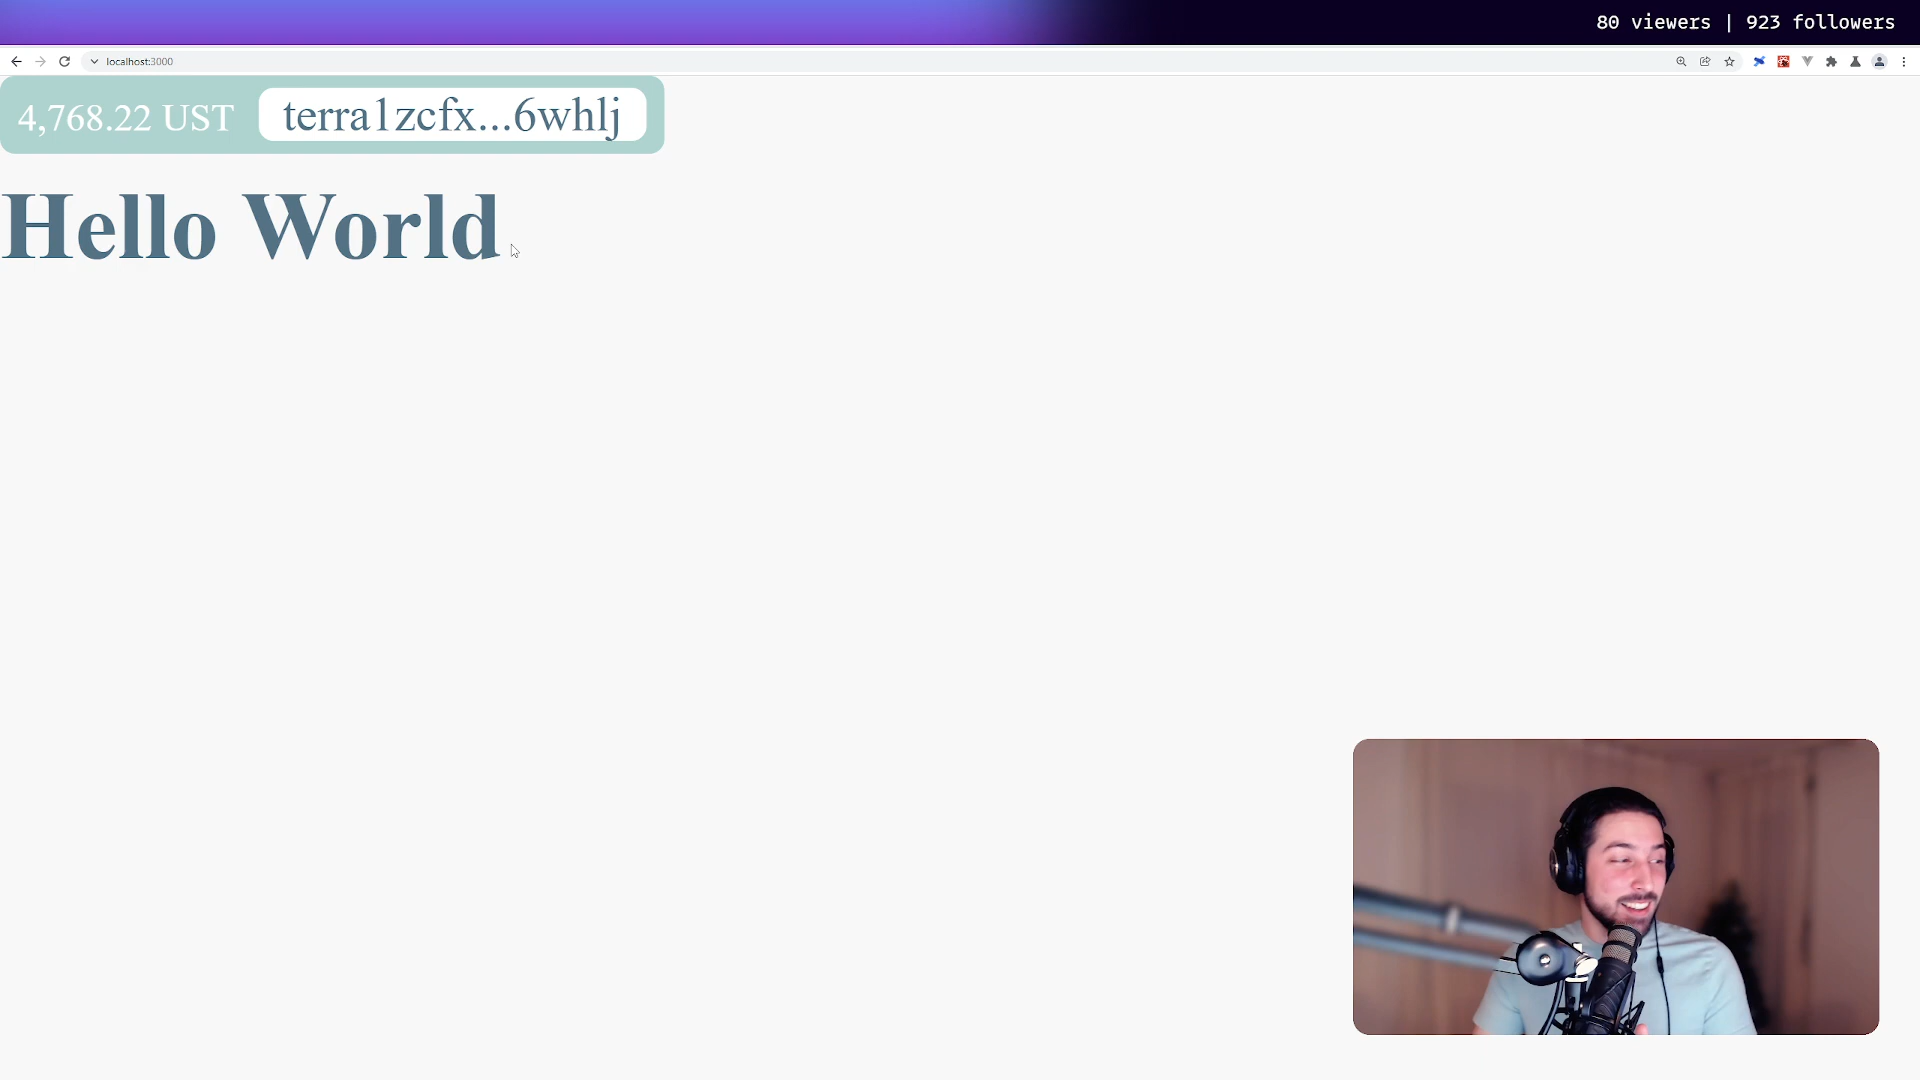 80 viewers | 923 followers
localhost:3000
4,768.22 UST terra1zcfx...6whlj
Hello World